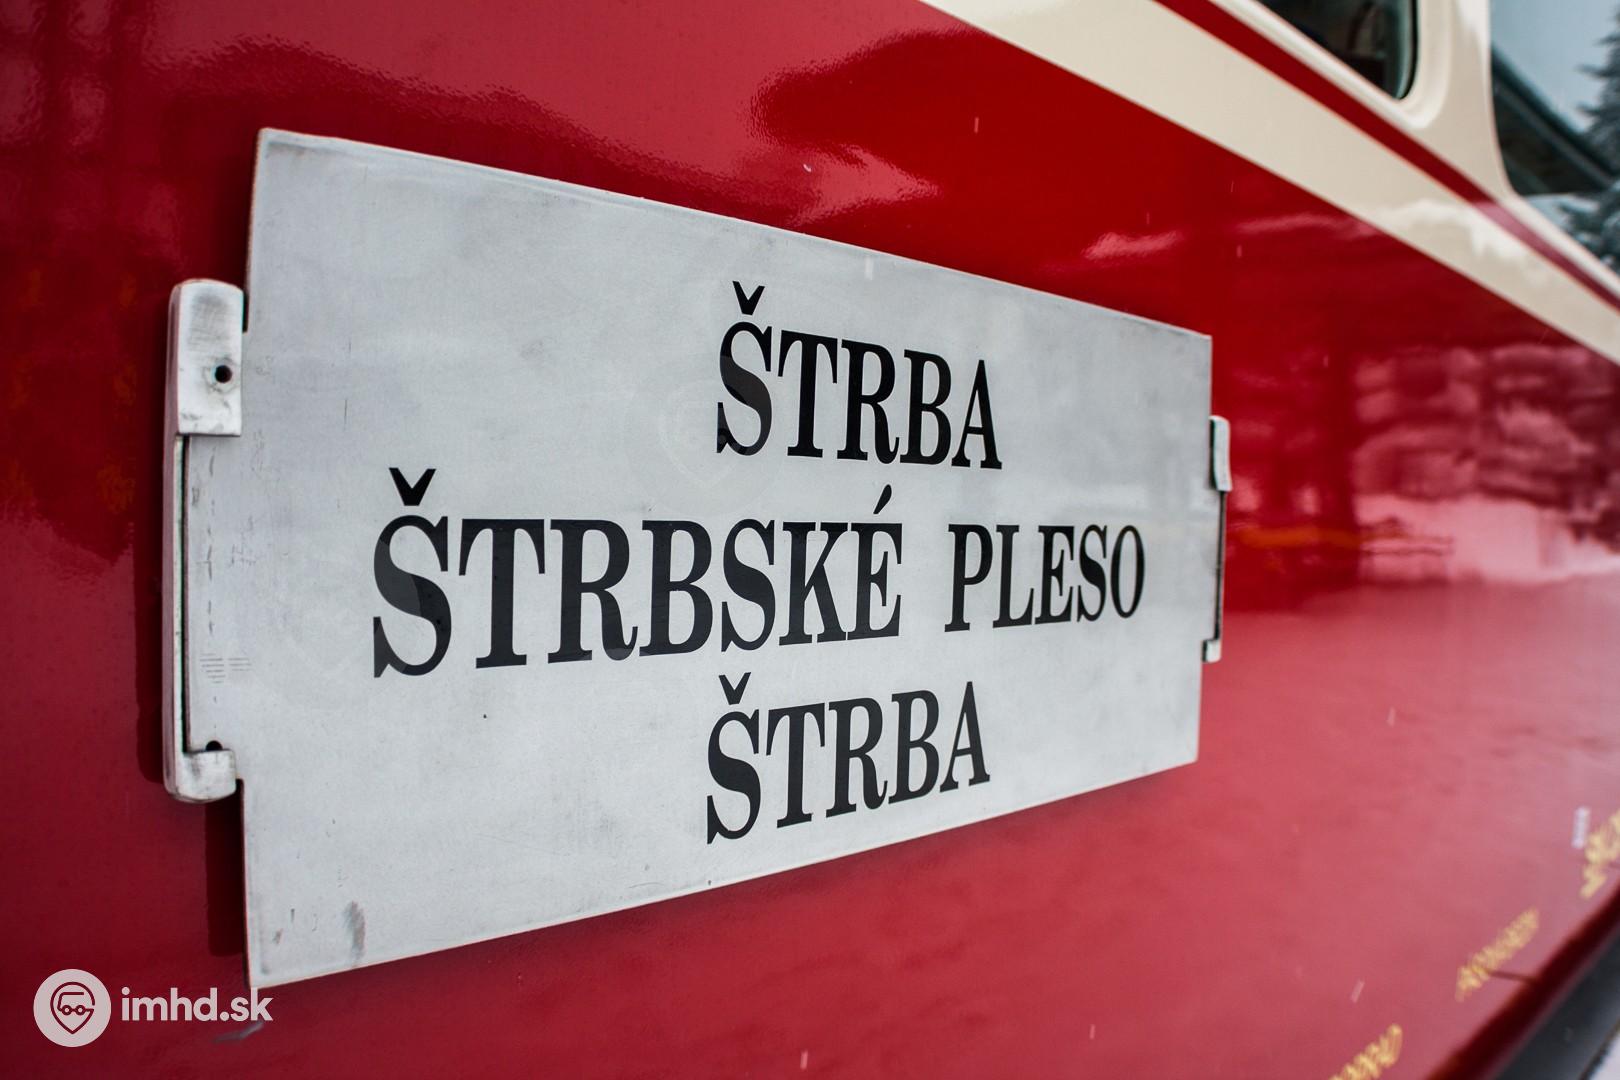 ŠTRBA
ŠTRBSKÉ PLESO
ŠTRBA
imhd.sk